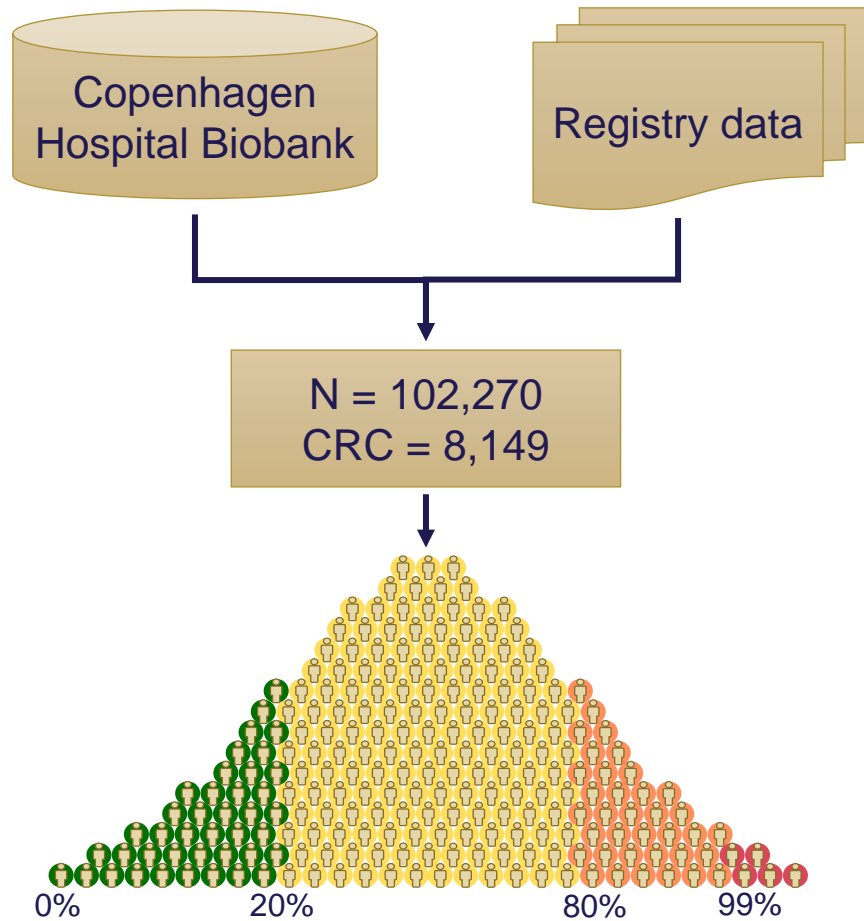 Copenhagen
Hospital Biobank
Registry data
N = 102,270
CRC = 8,149
0%
20%
80%
99%